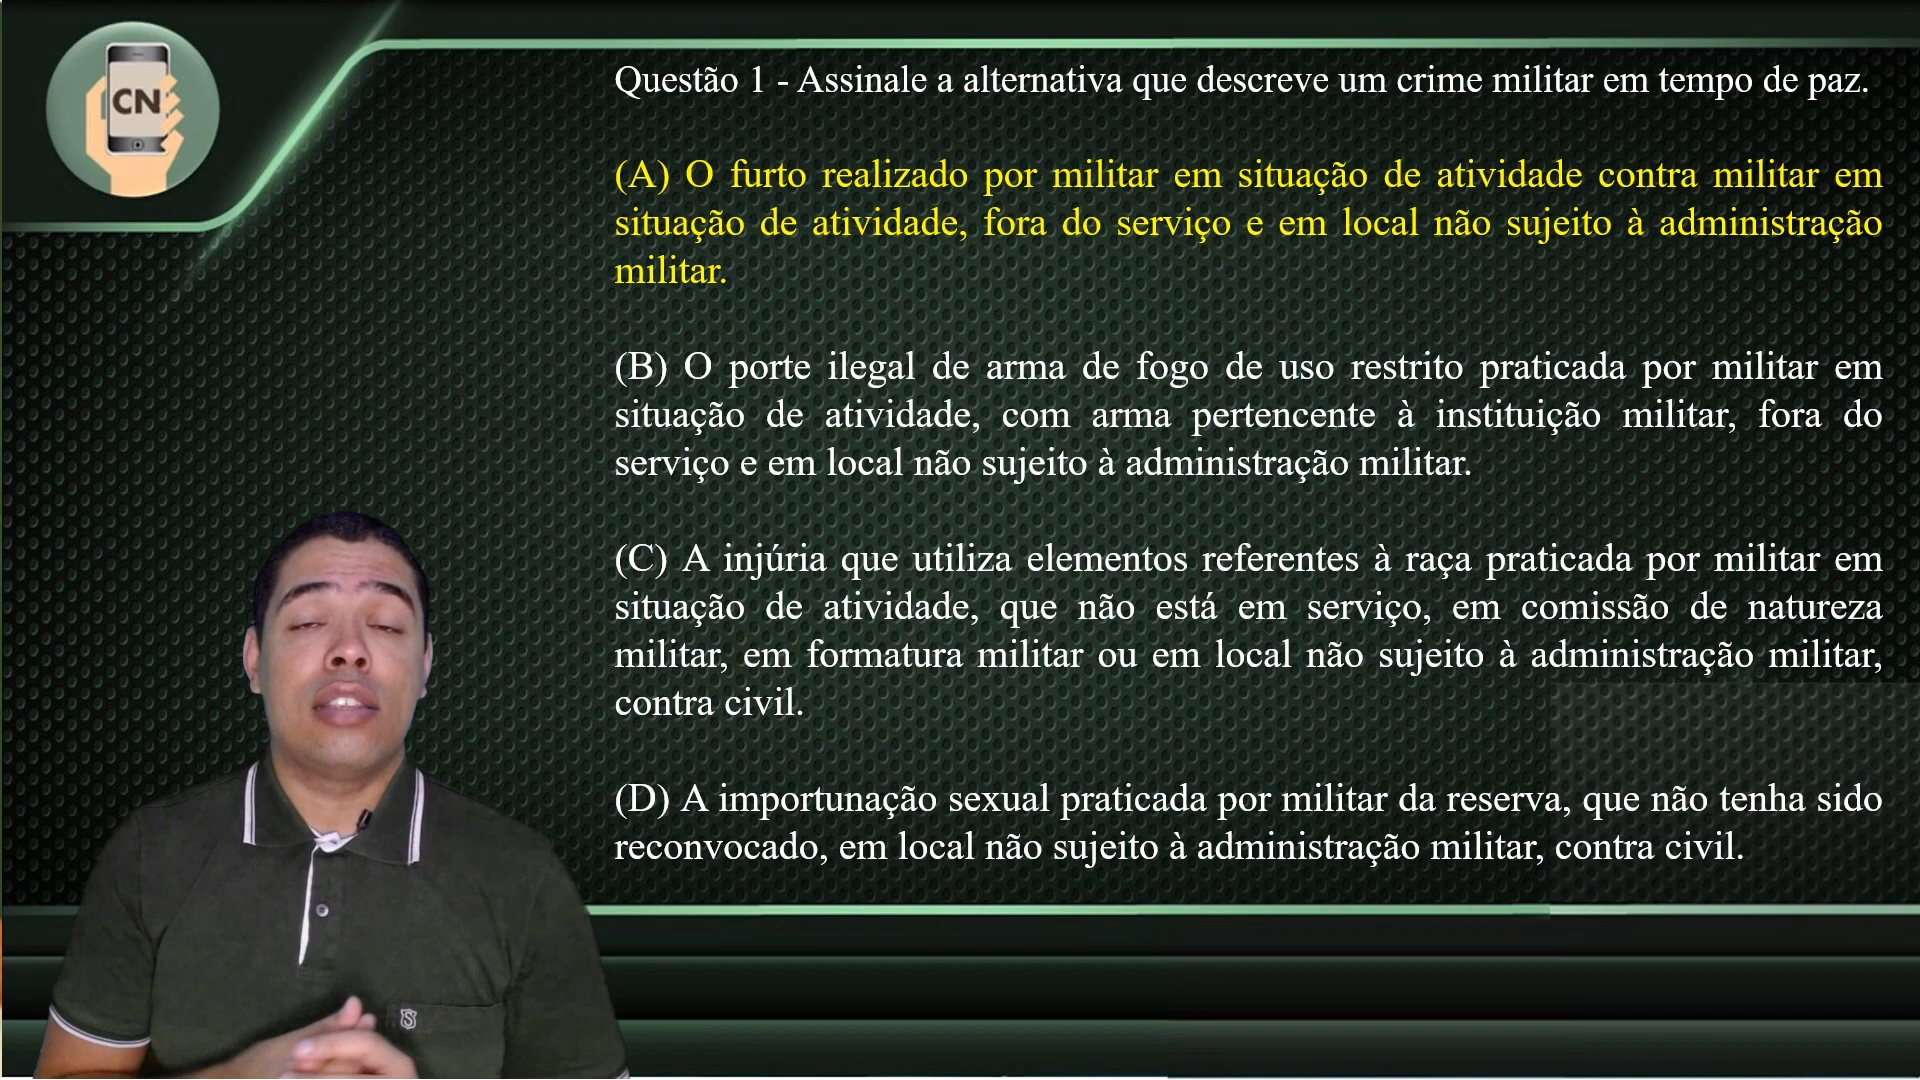 CN
Questão 1 - Assinale a alternativa que descreve um crime militar em tempo de paz.
(A) O furto realizado por militar em situação de atividade contra militar em
situação de atividade, fora do serviço e em local não sujeito à administração
militar.
(B) O porte ilegal de arma de fogo de uso restrito praticada por militar em
situação de atividade, com arma pertencente à instituição militar, fora do
serviço e em local não sujeito à administração militar.
(C) A injúria que utiliza elementos referentes à raça praticada por militar em
situação de atividade, que não está em serviço, em comissão de natureza
militar, em formatura militar ou em local não sujeito à administração militar,
contra civil.
(D) A importunação sexual praticada por militar da reserva, que não tenha sido
reconvocado, em local não sujeito à administração militar, contra civil.
S